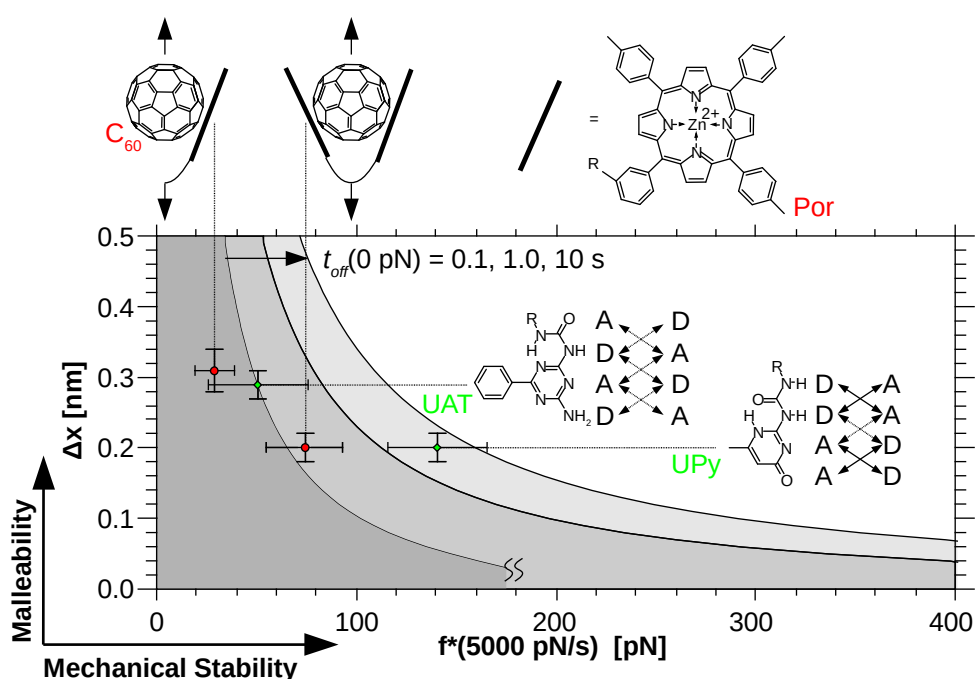 C60
R
N
N
Zn
2+
N
N
=
Por
0.5
0.4
0.3
0.2
0.1
0.0
Δx [nm]
toff(0 pN) = 0.1, 1.0, 10 s
R
O
N
H
NH
N
N
N
NH2
A D
D A
A D
D A
UAT
R
N-H
O
NH
H
N
N
O
D A
D A
A D
A D
UPy
0 100 200 300 400
f*(5000 pN/s) [pN]
Malleability
Mechanical Stability